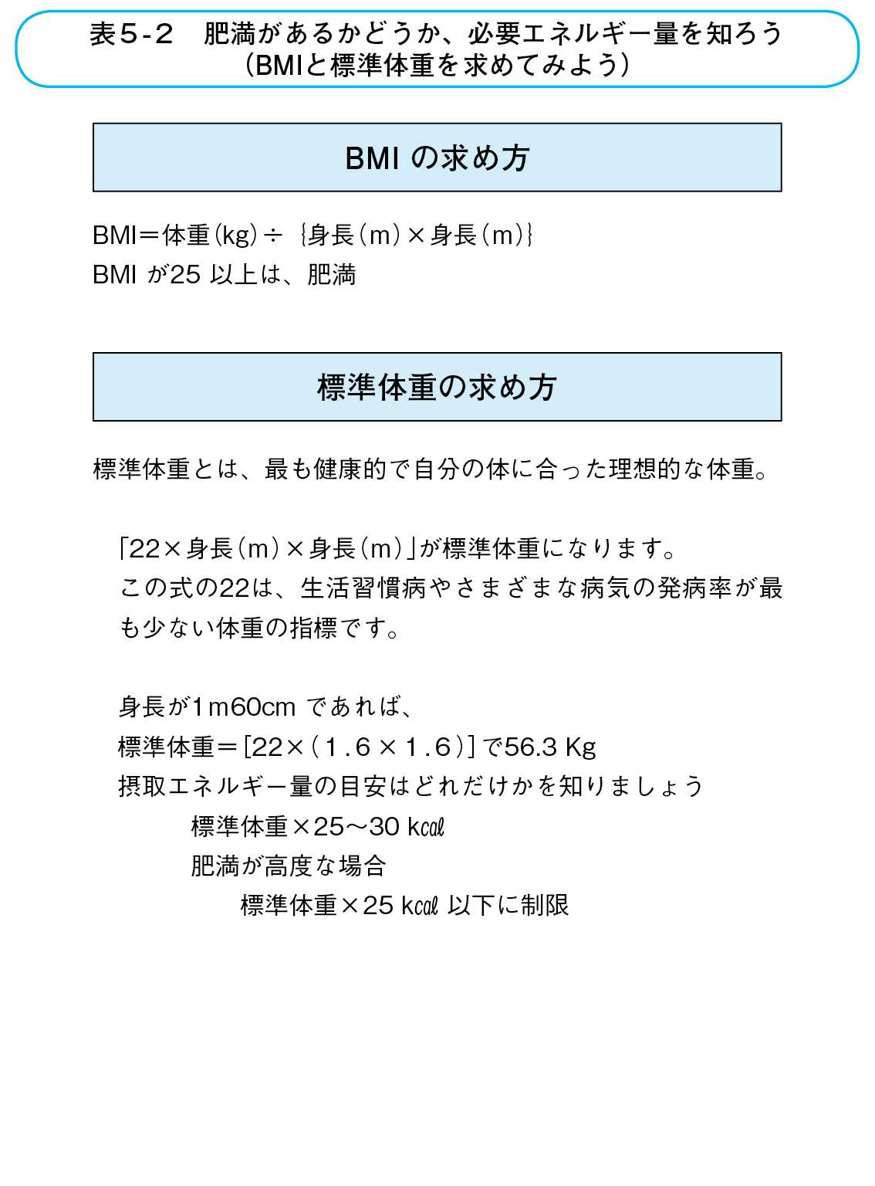 表５-２　肥満があるかどうか、必要エネルギー量を知ろう
（BMIと標準体重を求めてみよう）
BMI の求め方
BMI＝体重（kg）÷｛身長（m）×身長（m）｝
BMI が25 以上は、肥満
標準体重の求め方
標準体重とは、最も健康的で自分の体に合った理想的な体重。
「22×身長（m）×身長（m）」が標準体重になります。
この式の22は、生活習慣病やさまざまな病気の発病率が最
も少ない体重の指標です。
身長が1m60cm であれば、
標準体重＝［22×（１.６×１.６）］で56.3 Kg
摂取エネルギー量の目安はどれだけかを知りましょう
標準体重×25～30 k㎈
肥満が高度な場合
標準体重×25 k㎈ 以下に制限